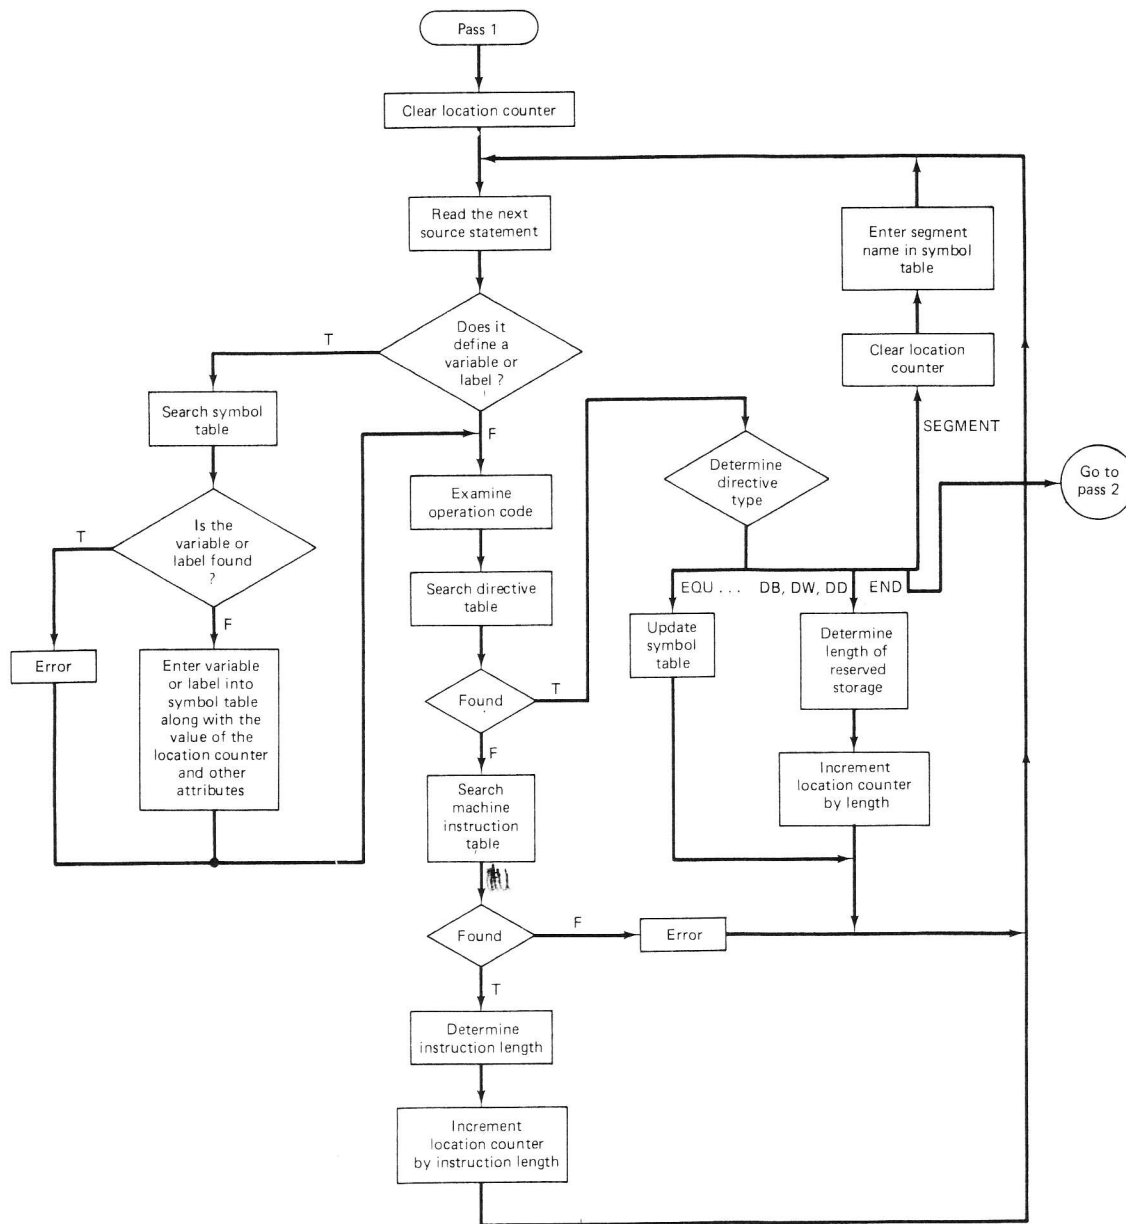 Pass 1
Clear location counter
Read the next
source statement
Enter segment
name in symbol
table
Does it
define a
variable or
label ?
T
F
Clear location
counter
SEGMENT
Search symbol
table
Determine
directive
type
Go to
pass 2
Examine
operation code
Is the
variable or
label found
?
T
F
Search directive
table
EQU ...
DB, DW, DD
END
Error
Enter variable
or label into
symbol table
along with the
value of the
location counter
and other
attributes
Update
symbol
table
Determine
length of
reserved
storage
Found
T
F
Search
machine
instruction
table
Increment
location counter
by length
Found
F
Error
T
Determine
instruction length
Increment
location counter
by instruction length